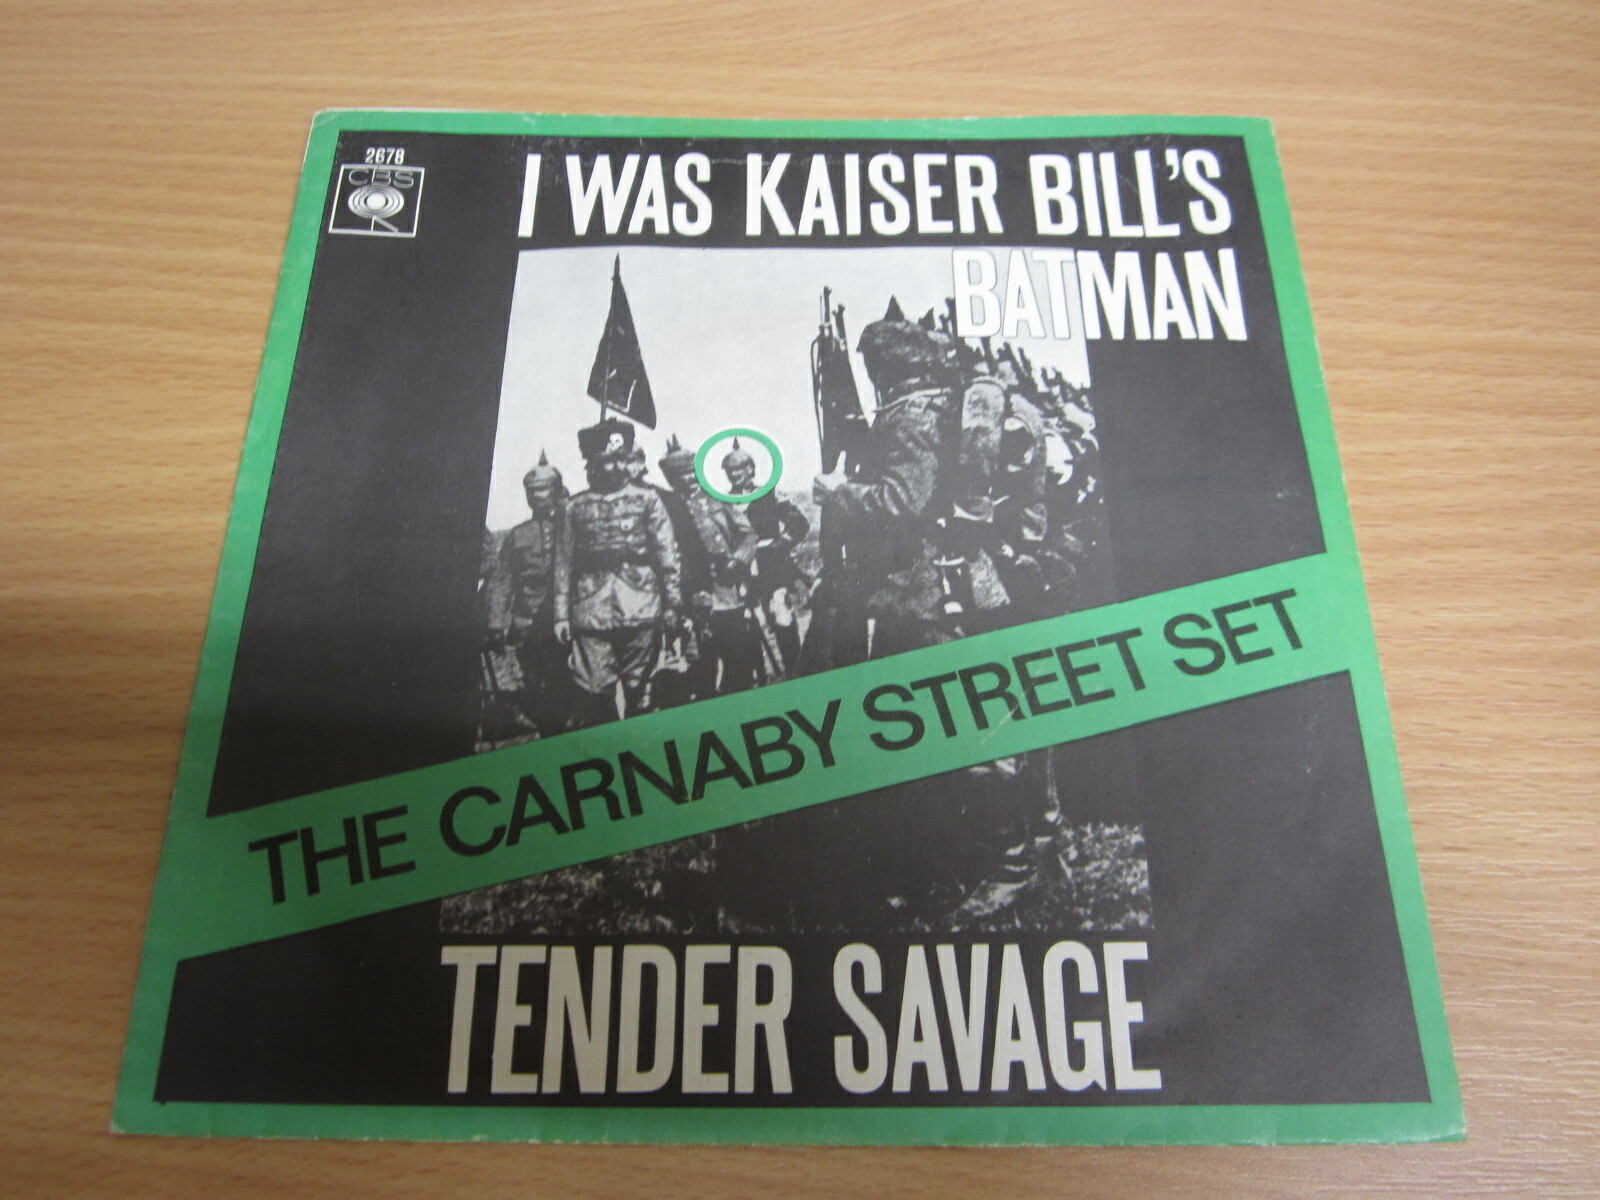 2678
CBS
I WAS KAISER BILL'S
BATMAN
THE CARNABY STREET SET
TENDER SAVAGE